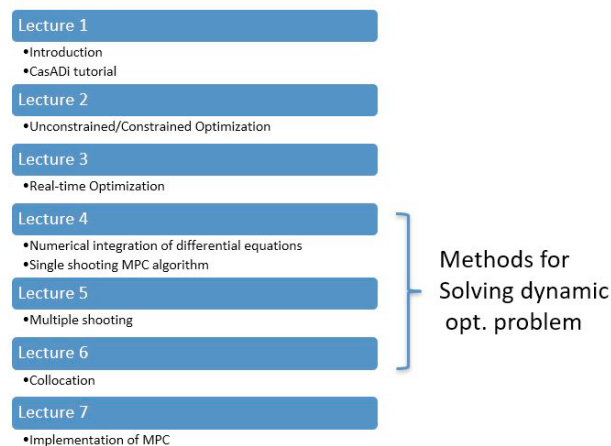 Lecture 1
•Introduction
•CasADi tutorial
Lecture 2
•Unconstrained/Constrained Optimization
Lecture 3
•Real-time Optimization
Lecture 4
•Numerical integration of differential equations
•Single shooting MPC algorithm
Lecture 5
•Multiple shooting
Lecture 6
•Collocation
Lecture 7
•Implementation of MPC
Methods for
Solving dynamic
opt. problem